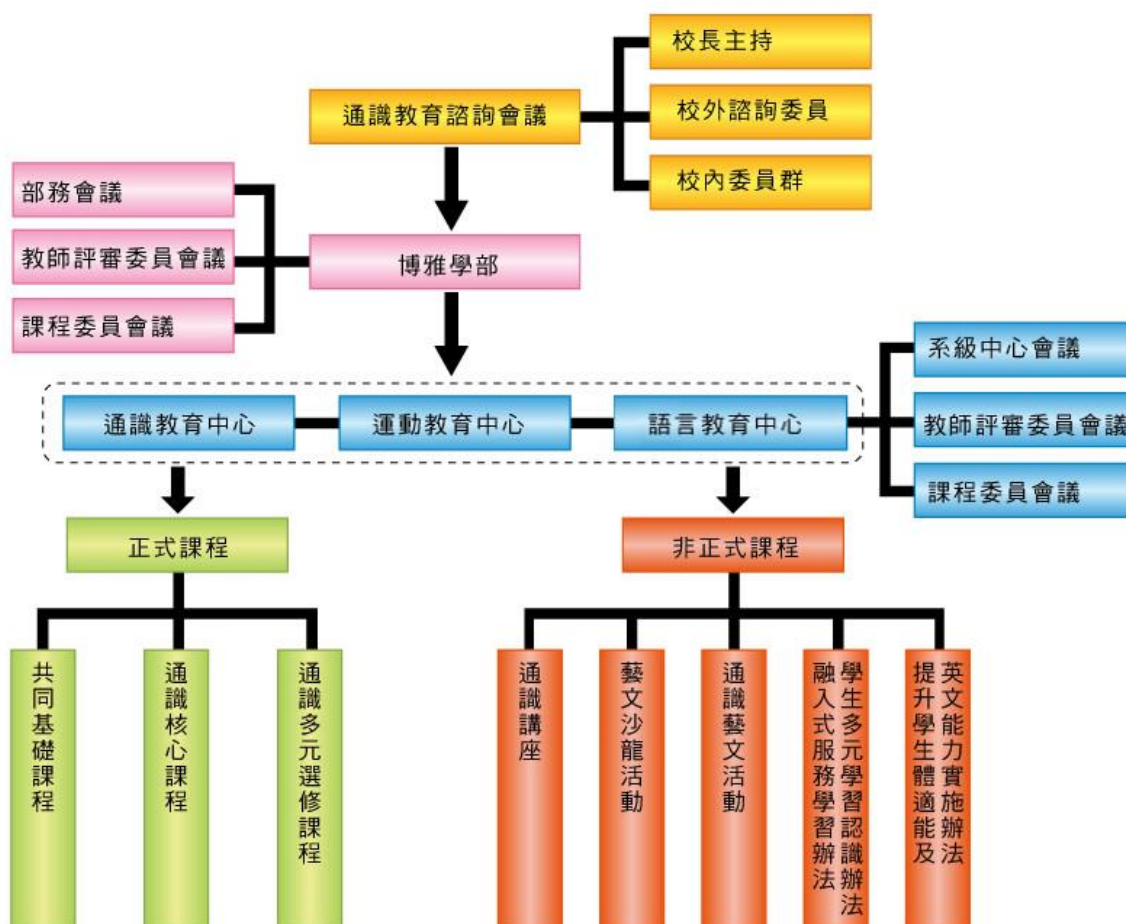 校長主持
通識教育諮詢會議
校外諮詢委員
校內委員群
部務會議
教師評審委員會議
博雅學部
課程委員會議
系級中心會議
通識教育中心
運動教育中心
語言教育中心
教師評審委員會議
課程委員會議
正式課程
非正式課程
共同基礎課程
通識核心課程
通識多元選修課程
通識講座
藝文沙龍活動
通識藝文活動
學生多元學習認識辦法
融入式服務學習辦法
英文能力實施辦法
提升學生體適能及